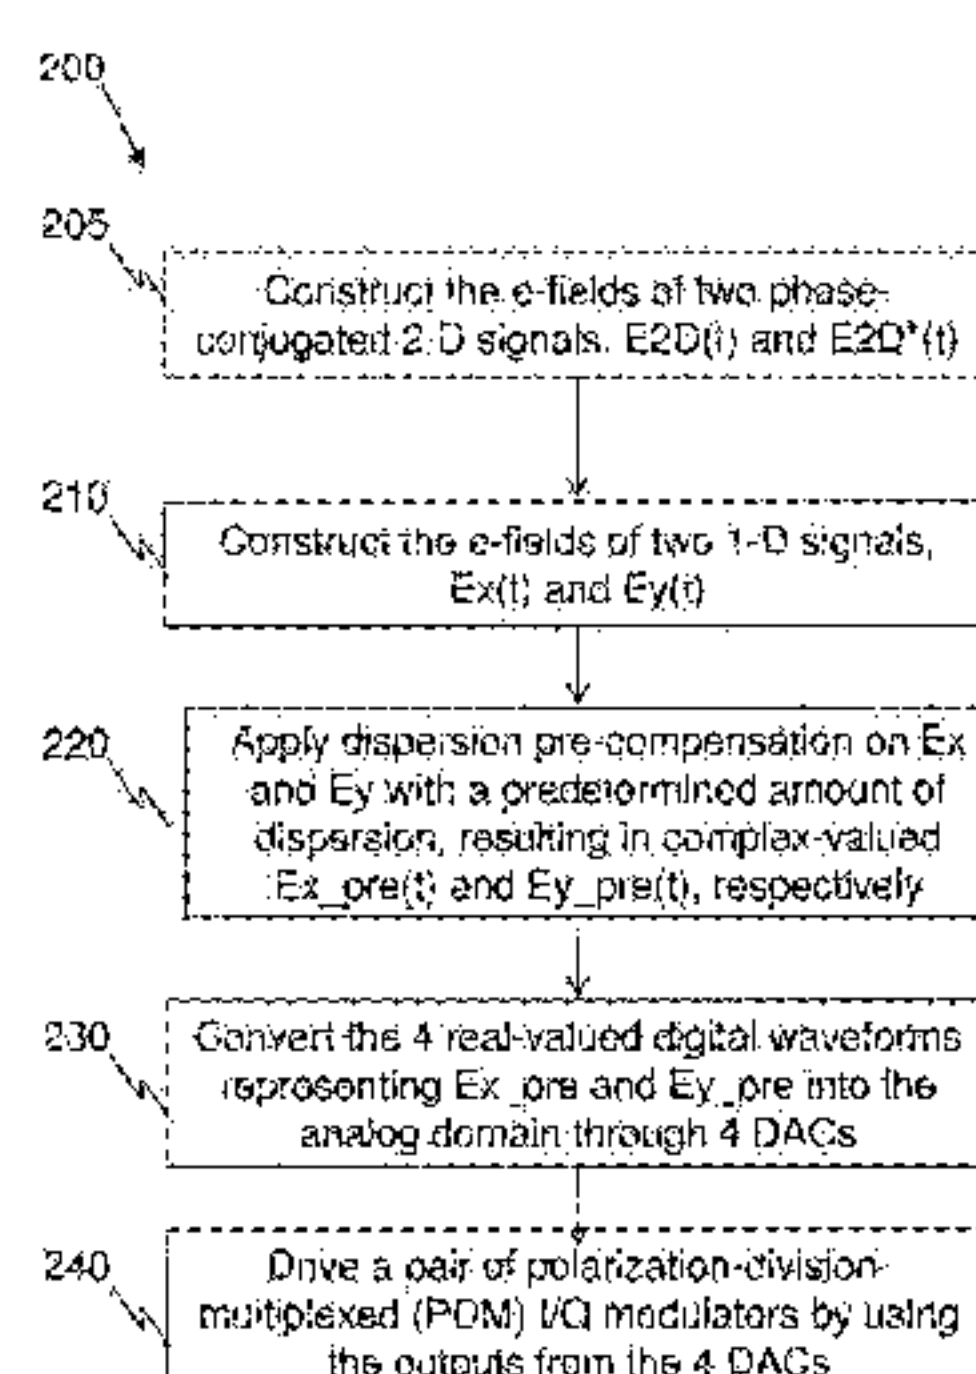 200
205
Construct the e-fields of two phase-
conjugated 2-D signals, E2D(t) and E2D*(t)
210
Construct the e-fields of two 1-D signals,
Ex(t) and Ey(t)
220
Apply dispersion pre-compensation on Ex
and Ey with a predetermined amount of
dispersion, resulting in complex-valued
Ex_pre(t) and Ey_pre(t), respectively
230
Convert the 4 real-valued digital waveforms
representing Ex_pre and Ey_pre into the
analog domain through 4 DACs
240
Drive a pair of polarization-division-
multiplexed (PDM) I/Q modulators by using
the outputs from the 4 DACs